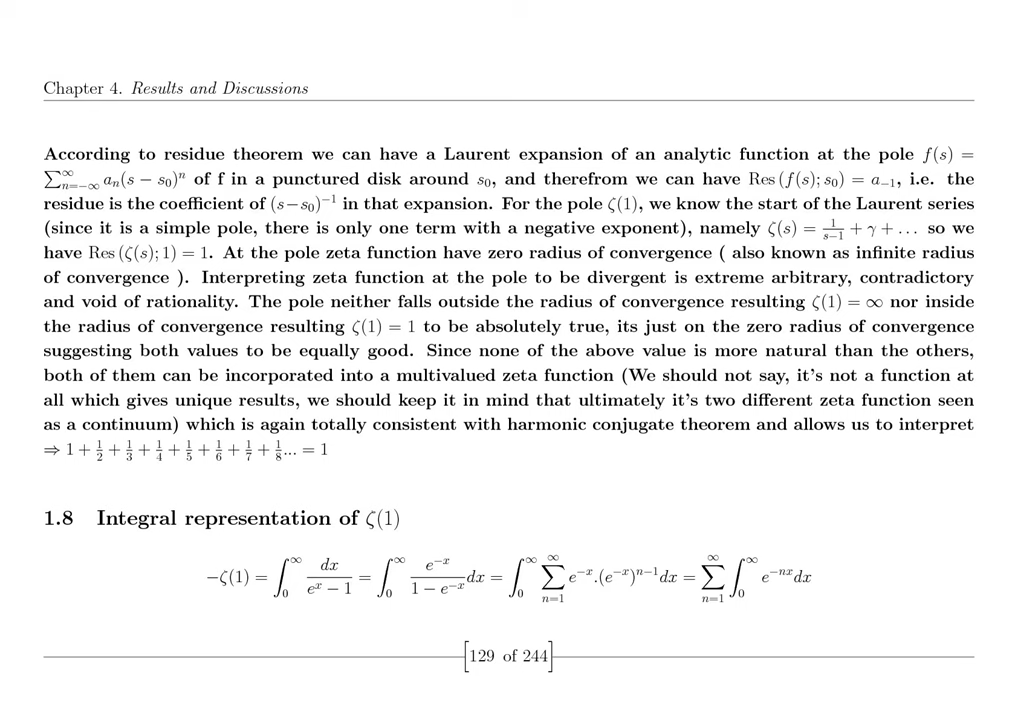 Chapter 4. Results and Discussions
According to residue theorem we can have a Laurent expansion of an analytic function at the pole f(s) =
∑_{n=−∞}^{∞} a_n(s − s_0)^n of f in a punctured disk around s_0, and therefrom we can have Res (f(s); s_0) = a_{−1}, i.e. the
residue is the coefficient of (s−s_0)^{−1} in that expansion. For the pole ζ(1), we know the start of the Laurent series
(since it is a simple pole, there is only one term with a negative exponent), namely ζ(s) = 1/(s−1) + γ + . . . so we
have Res (ζ(s); 1) = 1. At the pole zeta function have zero radius of convergence ( also known as infinite radius
of convergence ). Interpreting zeta function at the pole to be divergent is extreme arbitrary, contradictory
and void of rationality. The pole neither falls outside the radius of convergence resulting ζ(1) = ∞ nor inside
the radius of convergence resulting ζ(1) = 1 to be absolutely true, its just on the zero radius of convergence
suggesting both values to be equally good. Since none of the above value is more natural than the others,
both of them can be incorporated into a multivalued zeta function (We should not say, it's not a function at
all which gives unique results, we should keep it in mind that ultimately it's two different zeta function seen
as a continuum) which is again totally consistent with harmonic conjugate theorem and allows us to interpret
⇒ 1 + 1/2 + 1/3 + 1/4 + 1/5 + 1/6 + 1/7 + 1/8... = 1
1.8 Integral representation of ζ(1)
−ζ(1) = ∫_0^∞ dx/(e^x − 1) = ∫_0^∞ e^{−x}/(1 − e^{−x}) dx = ∫_0^∞ ∑_{n=1}^∞ e^{−x}.(e^{−x})^{n−1}dx = ∑_{n=1}^∞ ∫_0^∞ e^{−nx}dx
[129 of 244]